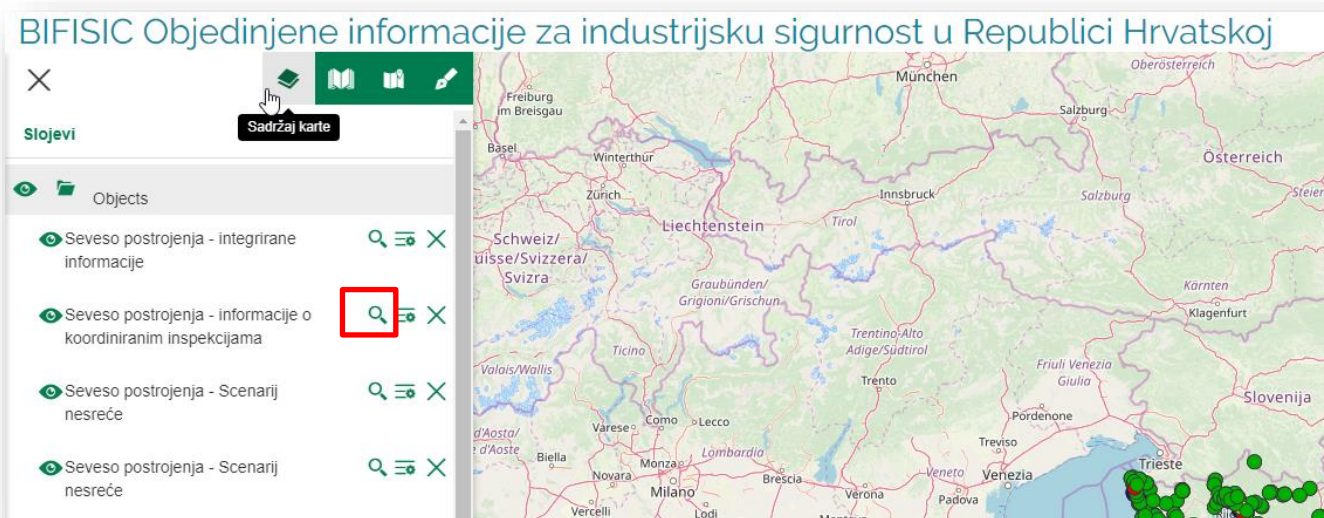 BIFISIC Objedinjene informacije za industrijsku sigurnost u Republici Hrvatskoj
Sadržaj karte
Slojevi
Objects
Seveso postrojenja - integrirane
informacije
Seveso postrojenja - informacije o
koordiniranim inspekcijama
Seveso postrojenja - Scenarij
nesreće
Seveso postrojenja - Scenarij
nesreće
München
Oberösterreich
Freiburg
im Breisgau
Salzburg
Basel
Winterthur
Österreich
Zürich
Innsbruck
Salzburg
Steier
Liechtenstein
Tirol
Schweiz/
uisse/Svizzera/
Svizra
Graubünden/
Grigioni/Grischun
Kärnten
Klagenfurt
Trentino-Alto
Adige/Südtirol
Ticino
Valais/Wallis
Friuli Venezia
Giulia
Trento
Slovenija
Pordenone
Como
Lecco
Varese
d'Aosta/
d'Aoste
Biella
Monza
Lombardia
Treviso
Trieste
Novara
Brescia
Veneto
Venezia
Milano
Verona
Padova
Vercelli
Lodi